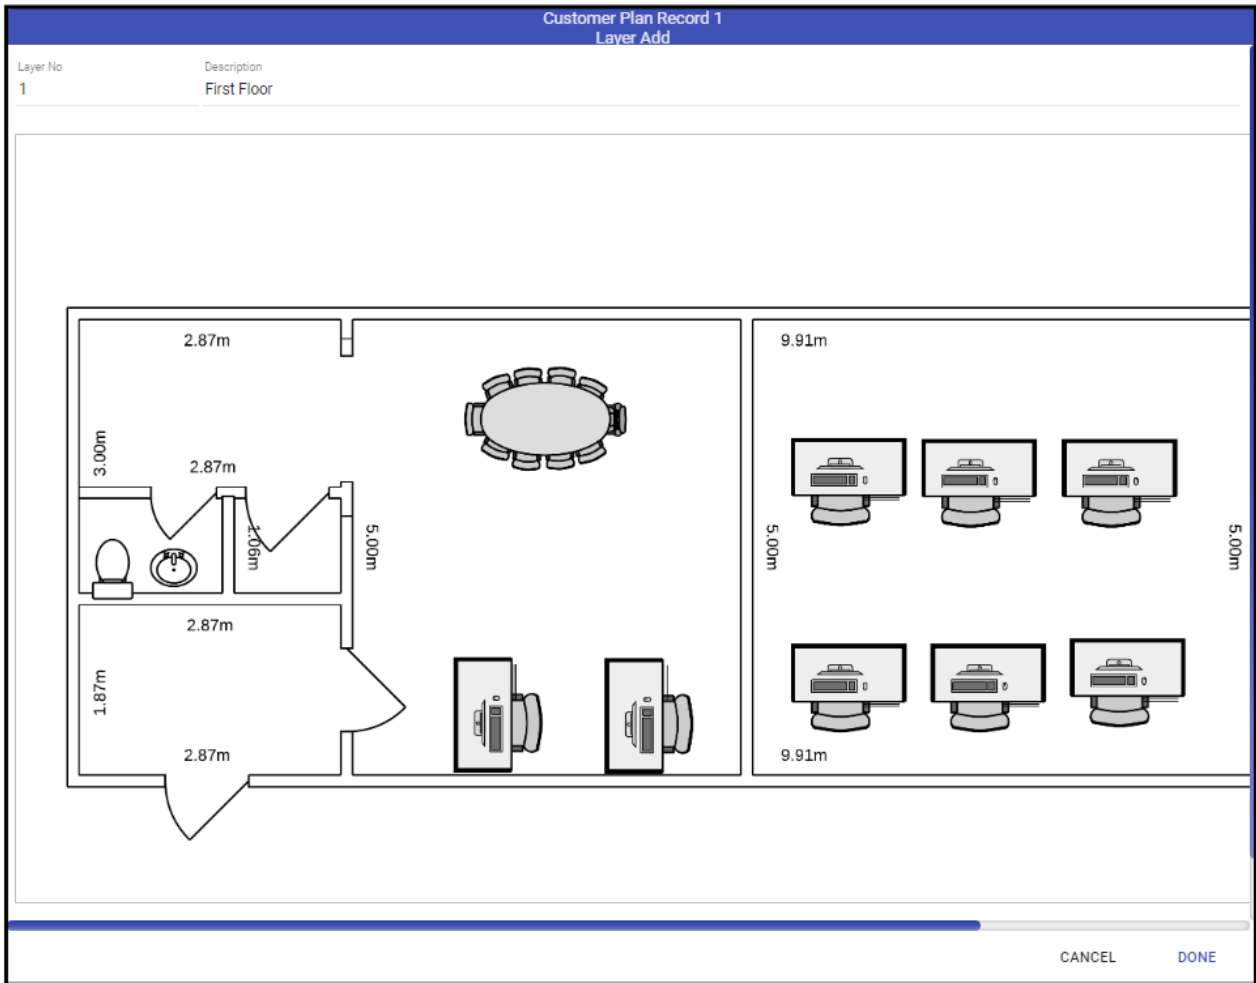 Customer Plan Record 1
Layer Add
Layer No
Description
1
First Floor
2.87m
9.91m
3.00m
2.87m
1.06m
5.00m
5.00m
5.00m
2.87m
1.87m
2.87m
9.91m
CANCEL
DONE